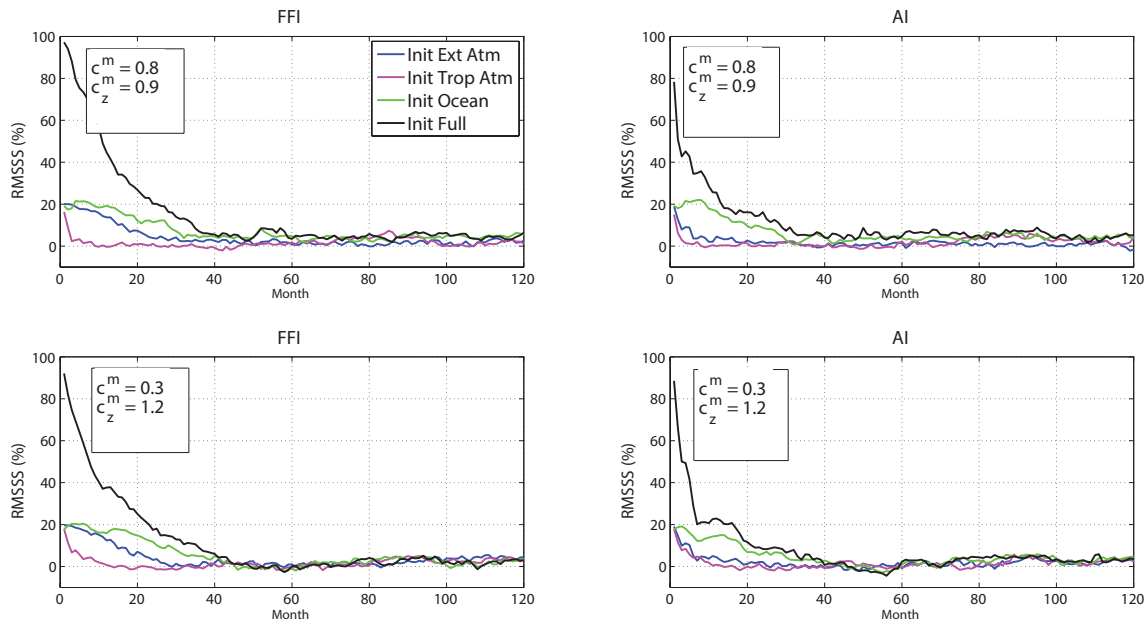 FFI
AI
RMSSS (%)
100
80
60
40
20
0
c^m = 0.8
c_z^m = 0.9
Init Ext Atm
Init Trop Atm
Init Ocean
Init Full
0 20 40 60 80 100 120
Month
RMSSS (%)
100
80
60
40
20
0
c^m = 0.8
c_z^m = 0.9
0 20 40 60 80 100 120
Month
FFI
AI
RMSSS (%)
100
80
60
40
20
0
c^m = 0.3
c_z^m = 1.2
0 20 40 60 80 100 120
Month
RMSSS (%)
100
80
60
40
20
0
c^m = 0.3
c_z^m = 1.2
0 20 40 60 80 100 120
Month